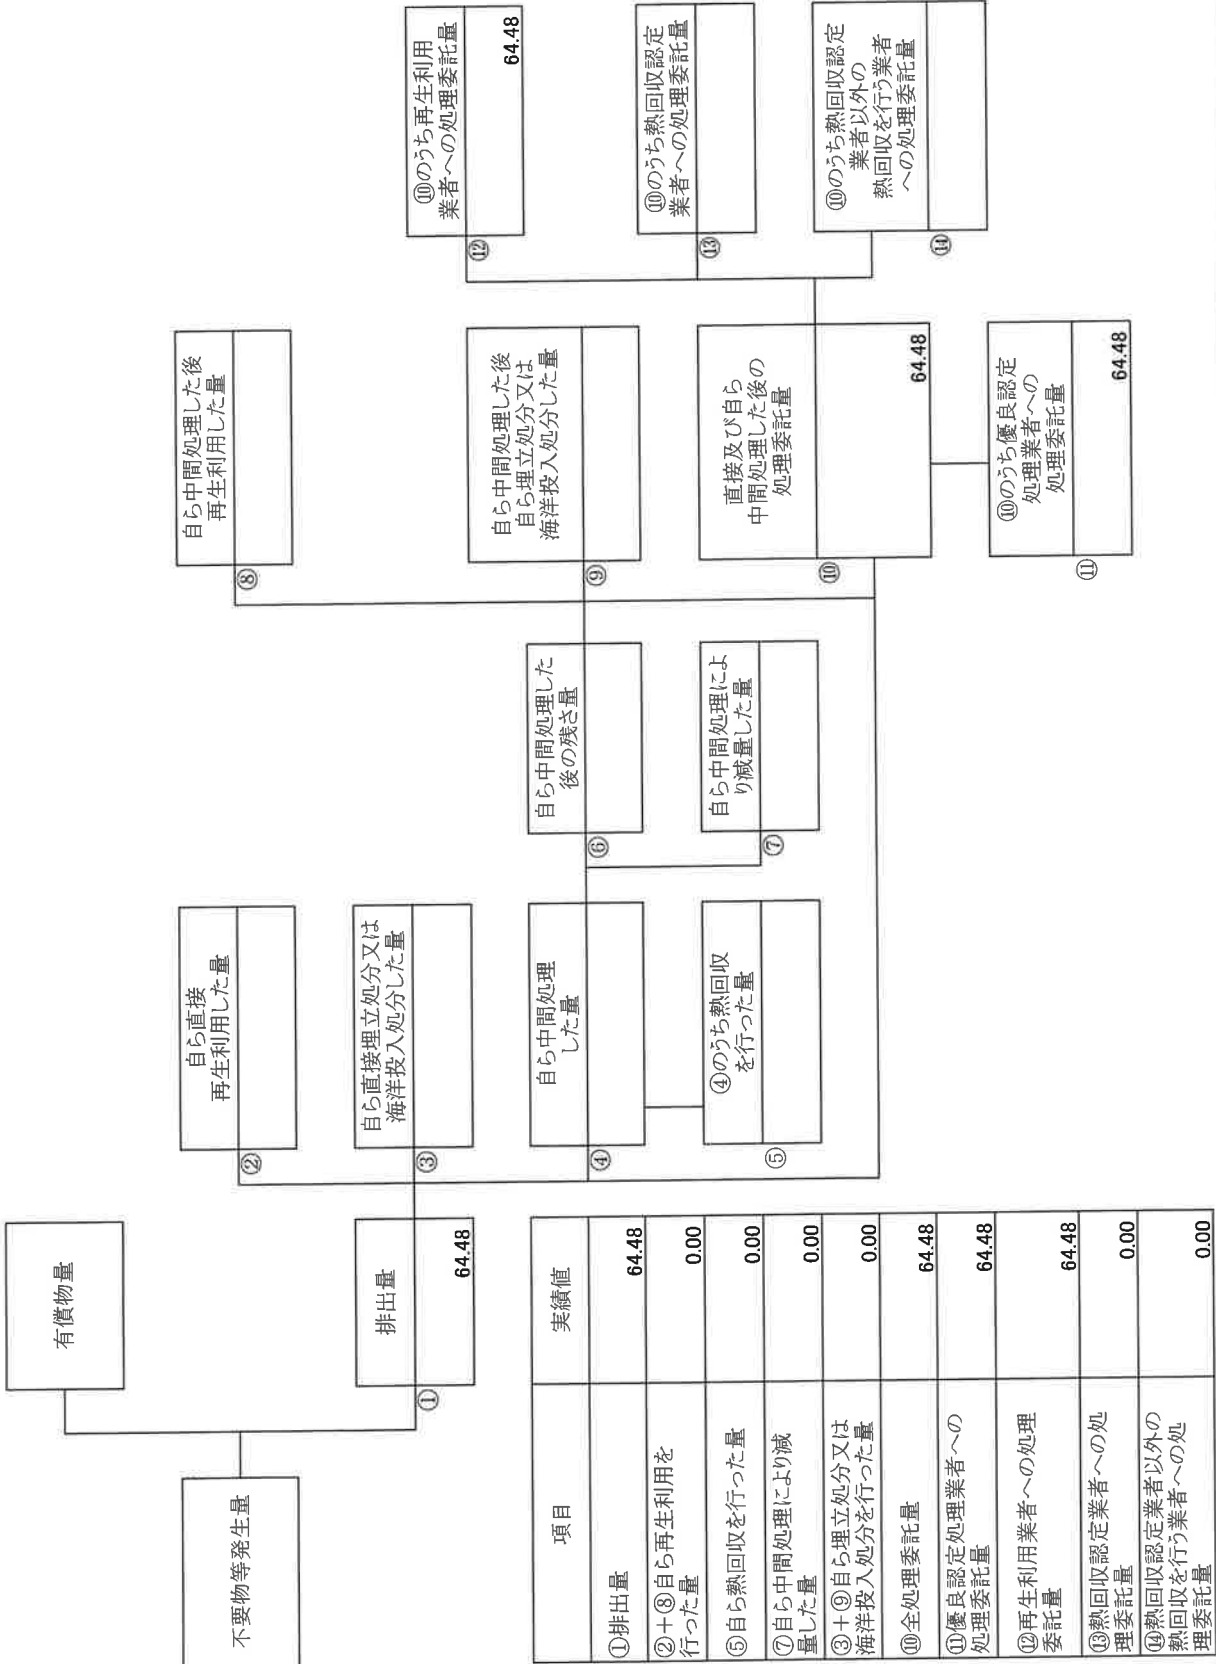 不要物等発生量
有償物量
排出量
①
64.48
自ら直接
再生利用した量
②
自ら直接埋立処分又は
海洋投入処分した量
③
自ら中間処理
した量
④
④のうち熱回収
を行った量
⑤
自ら中間処理した
後の残さ量
⑥
自ら中間処理によ
り減量した量
⑦
自ら中間処理した後
再生利用した量
⑧
自ら中間処理した後
自ら埋立処分又は
海洋投入処分した量
⑨
直接及び自ら
中間処理した後の
処理委託量
⑩
64.48
⑩のうち優良認定
処理業者への
処理委託量
⑪
64.48
⑩のうち再生利用
業者への処理委託量
⑫
64.48
⑩のうち熱回収認定
業者への処理委託量
⑬
⑩のうち熱回収認定
業者以外の
熱回収を行う業者
への処理委託量
⑭
項目 実績値
①排出量 64.48
②+⑧自ら再生利用を
行った量 0.00
⑤自ら熱回収を行った量 0.00
⑦自ら中間処理により減
量した量 0.00
③+⑨自ら埋立処分又は
海洋投入処分を行った量 0.00
⑩全処理委託量 64.48
⑪優良認定処理業者への
処理委託量 64.48
⑫再生利用業者への処理
委託量 64.48
⑬熱回収認定業者への処
理委託量 0.00
⑭熱回収認定業者以外の
熱回収を行う業者への処
理委託量 0.00